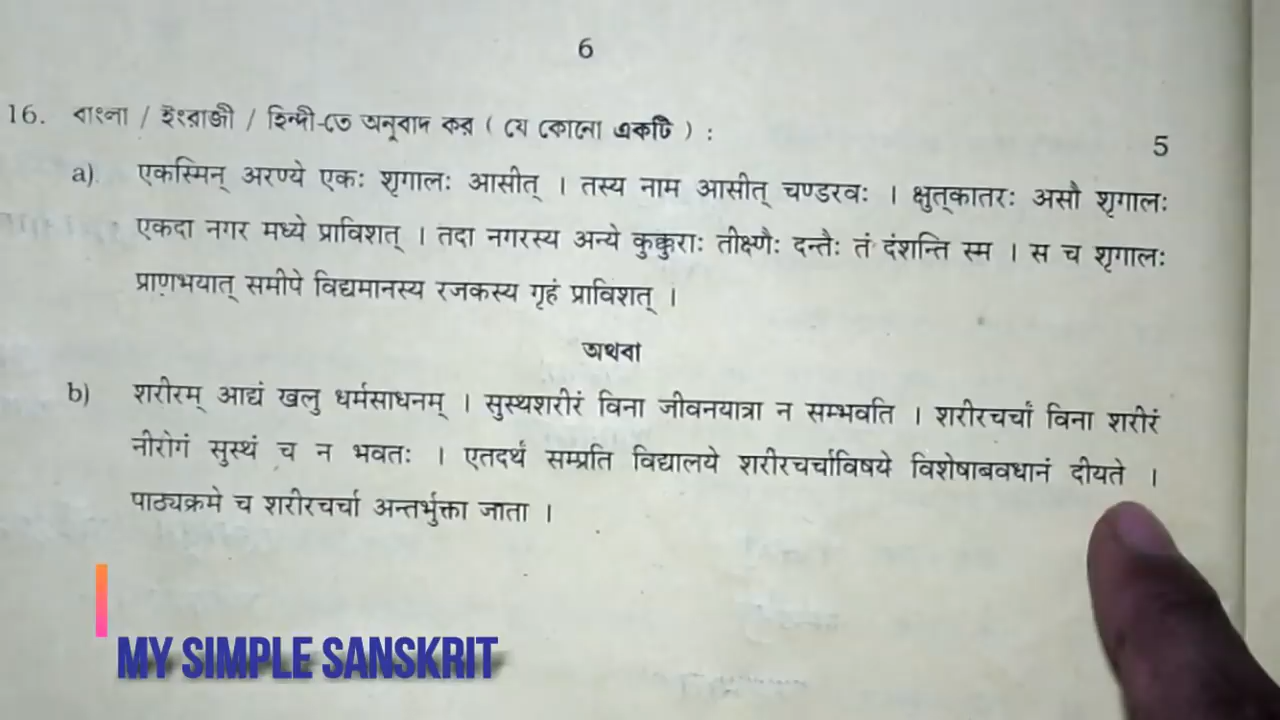 6
16. বাংলা / ইংরাজী / হিন্দী-তে অনুবাদ কর ( যে কোনো একটি ) :
5
a). एकस्मिन् अरण्ये एकः शृगालः आसीत् । तस्य नाम आसीत् चण्डरवः । क्षुत्कातरः असौ शृगालः
एकदा नगर मध्ये प्राविशत् । तदा नगरस्य अन्ये कुक्कुराः तीक्ष्णैः दन्तैः तं दंशन्ति स्म । स च शृगालः
प्राणभयात् समीपे विद्यमानस्य रजकस्य गृहं प्राविशत् ।
অথবা
b) शरीरम् आद्यं खलु धर्मसाधनम् । सुस्थशरीरं विना जीवनयात्रा न सम्भवति । शरीरचर्चां विना शरीरं
नीरोगं सुस्थं च न भवतः । एतदर्थं सम्प्रति विद्यालये शरीरचर्चाविषये विशेषाबवधानं दीयते ।
पाठ्यक्रमे च शरीरचर्चा अन्तर्भुक्ता जाता ।
MY SIMPLE SANSKRIT